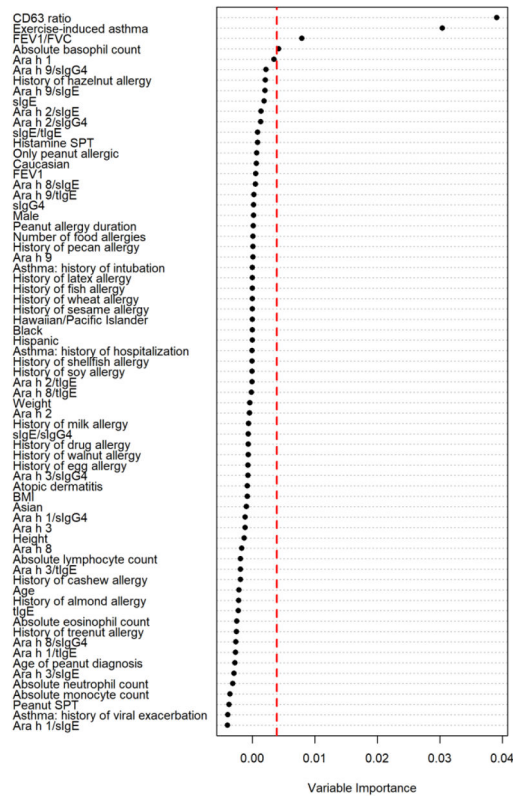 CD63 ratio
Exercise-induced asthma
FEV1/FVC
Absolute basophil count
Ara h 1
Ara h 9/sIgG4
History of hazelnut allergy
Ara h 9/sIgE
sIgE
Ara h 2/sIgE
Ara h 2/sIgG4
sIgE/tIgE
Histamine SPT
Only peanut allergic
Caucasian
FEV1
Ara h 8/sIgE
Ara h 9/tIgE
sIgG4
Male
Peanut allergy duration
Number of food allergies
History of pecan allergy
Ara h 9
Asthma: history of intubation
History of latex allergy
History of fish allergy
History of wheat allergy
History of sesame allergy
Hawaiian/Pacific Islander
Black
Hispanic
Asthma: history of hospitalization
History of shellfish allergy
History of soy allergy
Ara h 2/tIgE
Ara h 8/tIgE
Weight
Ara h 2
History of milk allergy
sIgE/sIgG4
History of drug allergy
History of walnut allergy
History of egg allergy
Ara h 3/sIgG4
Atopic dermatitis
BMI
Asian
Ara h 1/sIgG4
Ara h 3
Height
Ara h 8
Absolute lymphocyte count
Ara h 3/tIgE
History of cashew allergy
Age
History of almond allergy
tIgE
Absolute eosinophil count
History of treenut allergy
Ara h 8/sIgG4
Ara h 1/tIgE
Age of peanut diagnosis
Ara h 3/sIgE
Absolute neutrophil count
Absolute monocyte count
Peanut SPT
Asthma: history of viral exacerbation
Ara h 1/sIgE
0.00 0.01 0.02 0.03 0.04
Variable Importance